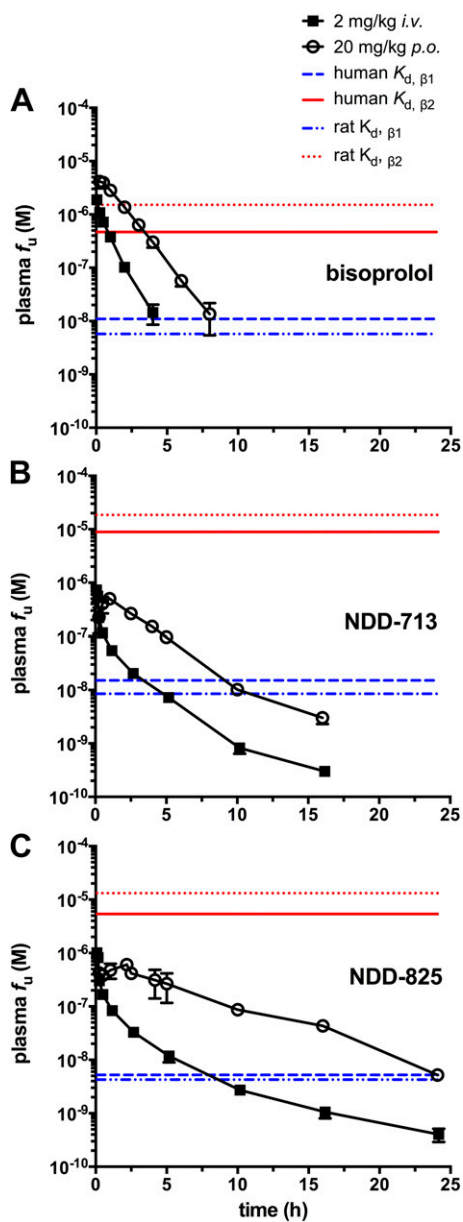 2 mg/kg i.v.
20 mg/kg p.o.
human Kd, β1
human Kd, β2
rat Kd, β1
rat Kd, β2
A
10-4
10-5
10-6
10-7
10-8
10-9
10-10
plasma fu (M)
bisoprolol
0 5 10 15 20 25
B
10-4
10-5
10-6
10-7
10-8
10-9
10-10
plasma fu (M)
NDD-713
0 5 10 15 20 25
C
10-4
10-5
10-6
10-7
10-8
10-9
10-10
plasma fu (M)
NDD-825
0 5 10 15 20 25
time (h)